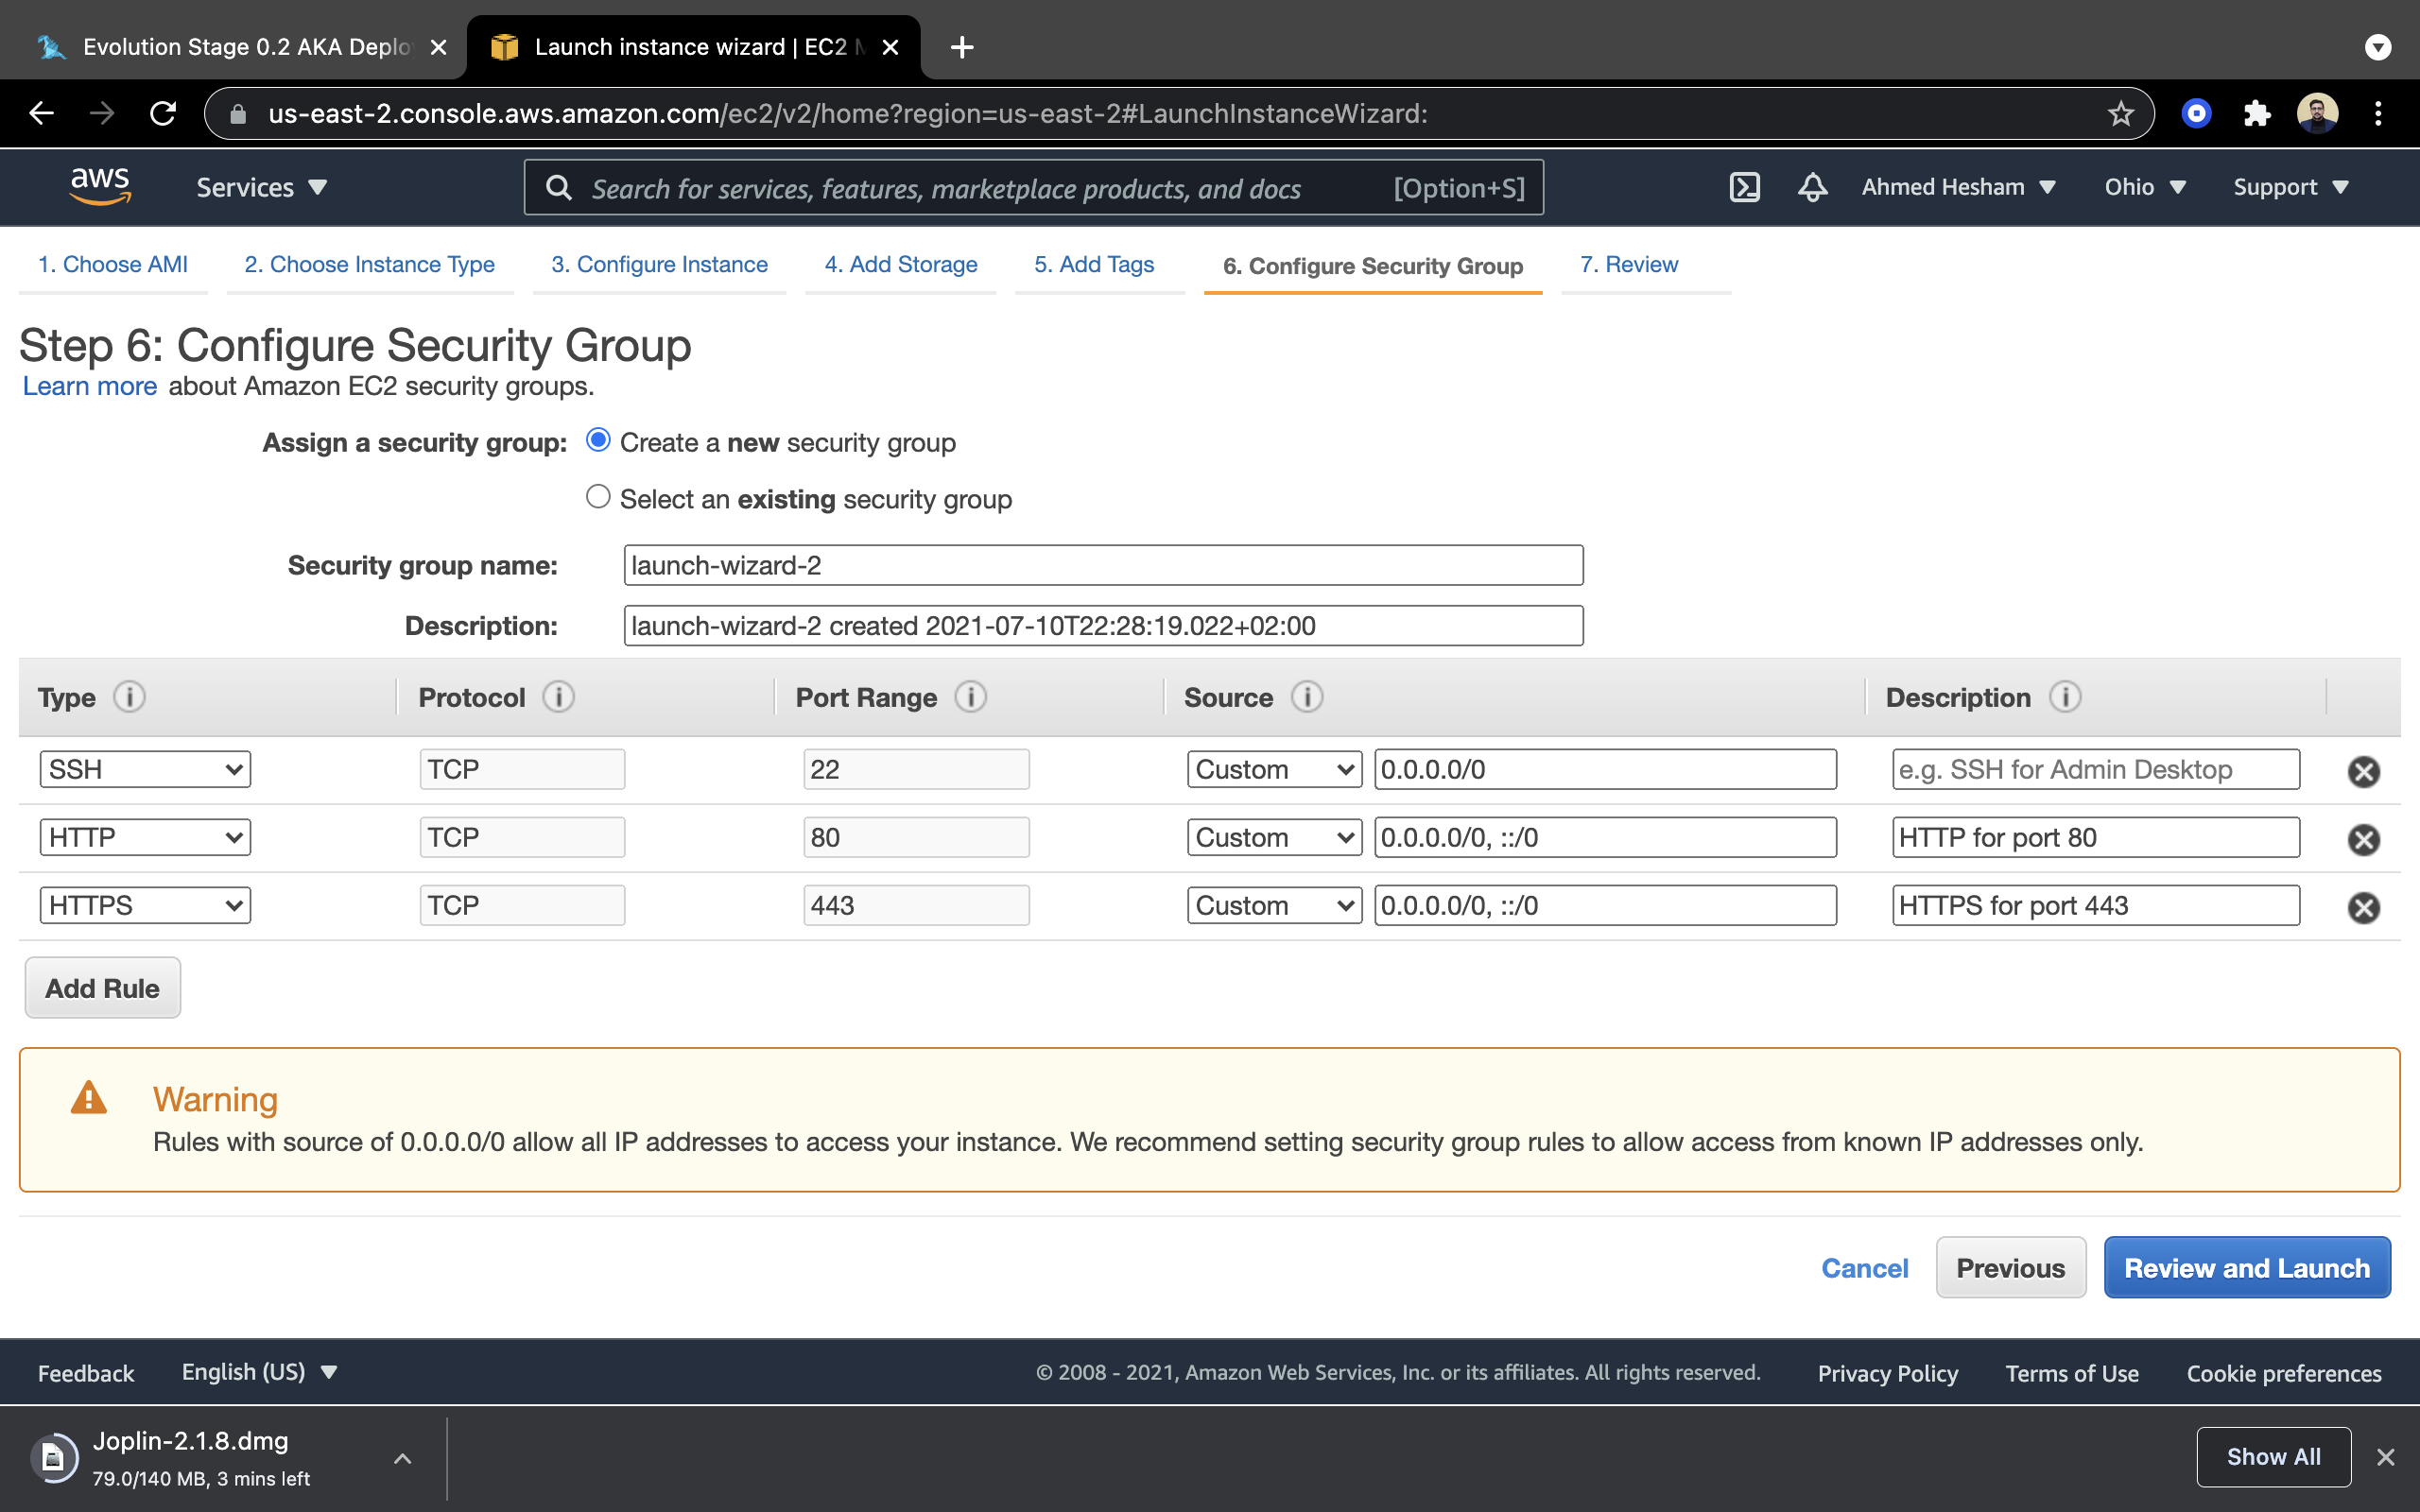 Evolution Stage 0.2 AKA Deplo
Launch instance wizard | EC2 M
us-east-2.console.aws.amazon.com/ec2/v2/home?region=us-east-2#LaunchInstanceWizard:
aws
Services
Search for services, features, marketplace products, and docs [Option+S]
Ahmed Hesham
Ohio
Support
1. Choose AMI 2. Choose Instance Type 3. Configure Instance 4. Add Storage 5. Add Tags 6. Configure Security Group 7. Review
Step 6: Configure Security Group
Learn more about Amazon EC2 security groups.
Assign a security group: Create a new security group
Select an existing security group
Security group name: launch-wizard-2
Description: launch-wizard-2 created 2021-07-10T22:28:19.022+02:00
Type Protocol Port Range Source Description
SSH TCP 22 Custom 0.0.0.0/0 e.g. SSH for Admin Desktop
HTTP TCP 80 Custom 0.0.0.0/0, ::/0 HTTP for port 80
HTTPS TCP 443 Custom 0.0.0.0/0, ::/0 HTTPS for port 443
Add Rule
Warning
Rules with source of 0.0.0.0/0 allow all IP addresses to access your instance. We recommend setting security group rules to allow access from known IP addresses only.
Cancel Previous Review and Launch
Feedback English (US) © 2008 - 2021, Amazon Web Services, Inc. or its affiliates. All rights reserved. Privacy Policy Terms of Use Cookie preferences
Joplin-2.1.8.dmg
79.0/140 MB, 3 mins left
Show All